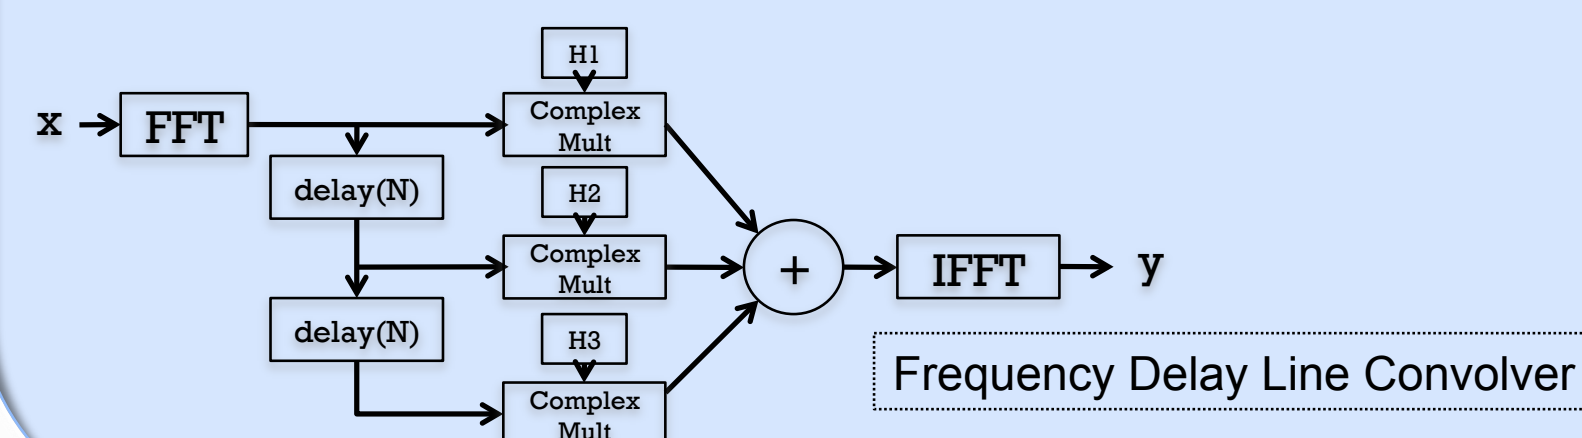 H1
x
FFT
Complex
Mult
delay(N)
H2
Complex
Mult
+
IFFT
y
delay(N)
H3
Complex
Mult
Frequency Delay Line Convolver